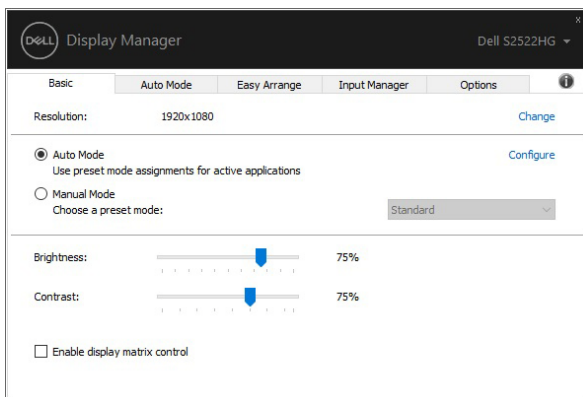 DELL Display Manager
Dell S2522HG
x
Basic Auto Mode Easy Arrange Input Manager Options i
Resolution: 1920x1080 Change
Auto Mode Configure
Use preset mode assignments for active applications
Manual Mode
Choose a preset mode: Standard
Brightness: 75%
Contrast: 75%
Enable display matrix control